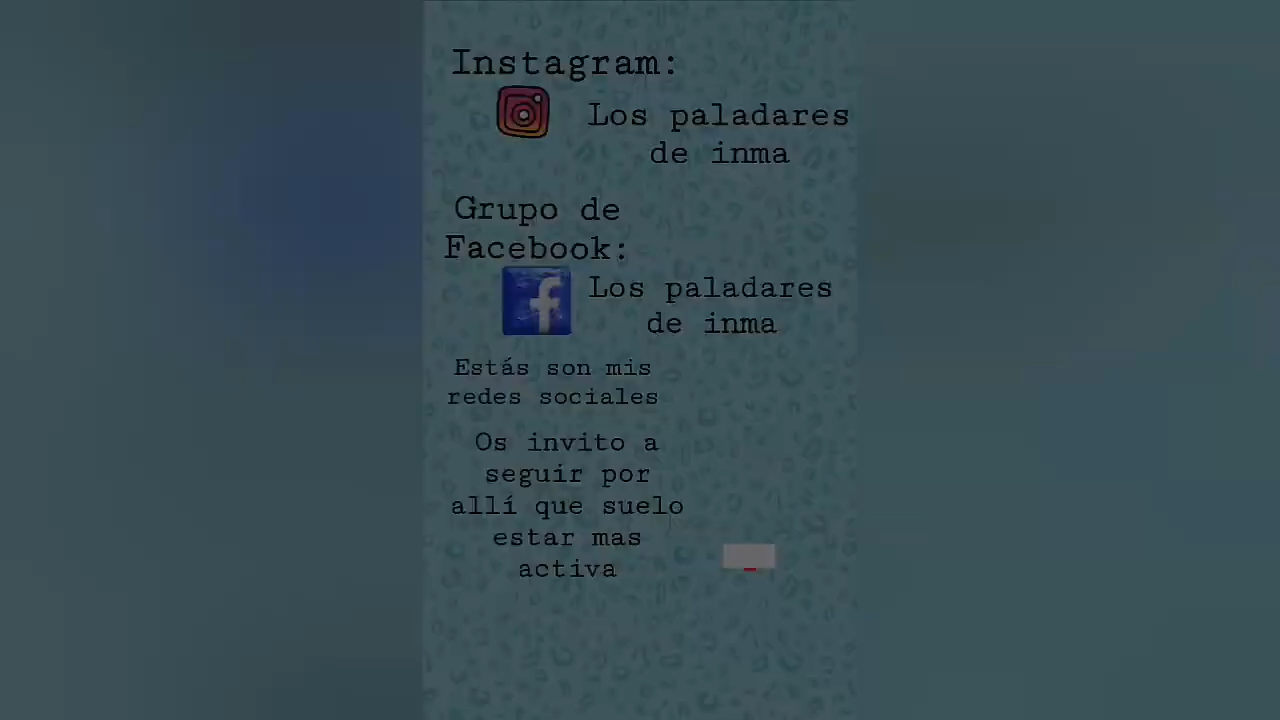 Instagram:
Los paladares
de inma
Grupo de
Facebook:
Los paladares
de inma
Estás son mis
redes sociales
Os invito a
seguir por
allí que suelo
estar mas
activa